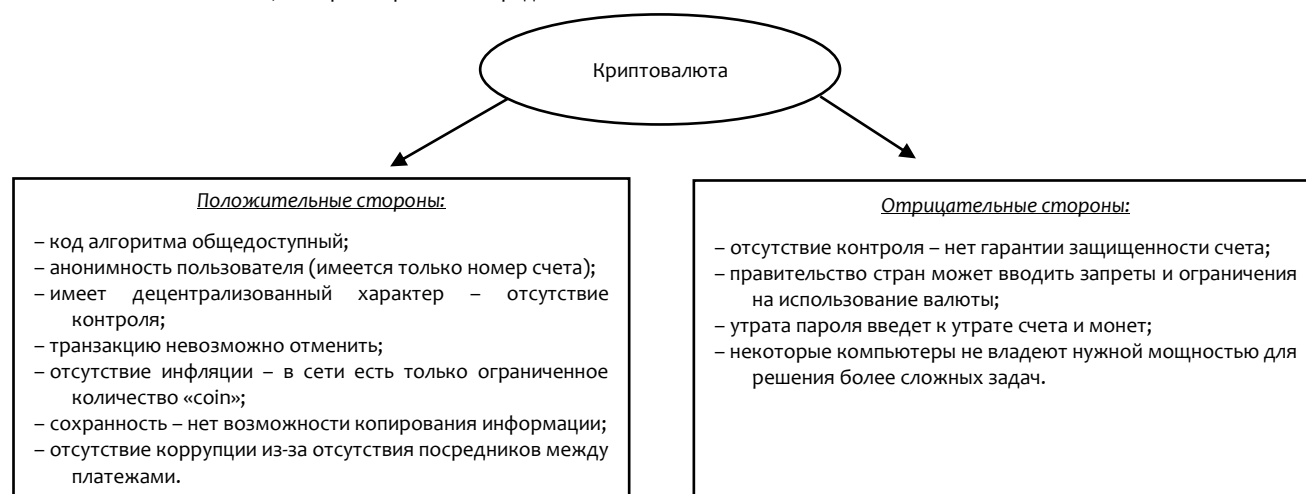 Криптовалюта
Положительные стороны:
– код алгоритма общедоступный;
– анонимность пользователя (имеется только номер счета);
– имеет децентрализованный характер – отсутствие
контроля;
– транзакцию невозможно отменить;
– отсутствие инфляции – в сети есть только ограниченное
количество «coin»;
– сохранность – нет возможности копирования информации;
– отсутствие коррупции из-за отсутствия посредников между
платежами.
Отрицательные стороны:
– отсутствие контроля – нет гарантии защищенности счета;
– правительство стран может вводить запреты и ограничения
на использование валюты;
– утрата пароля введет к утрате счета и монет;
– некоторые компьютеры не владеют нужной мощностью для
решения более сложных задач.